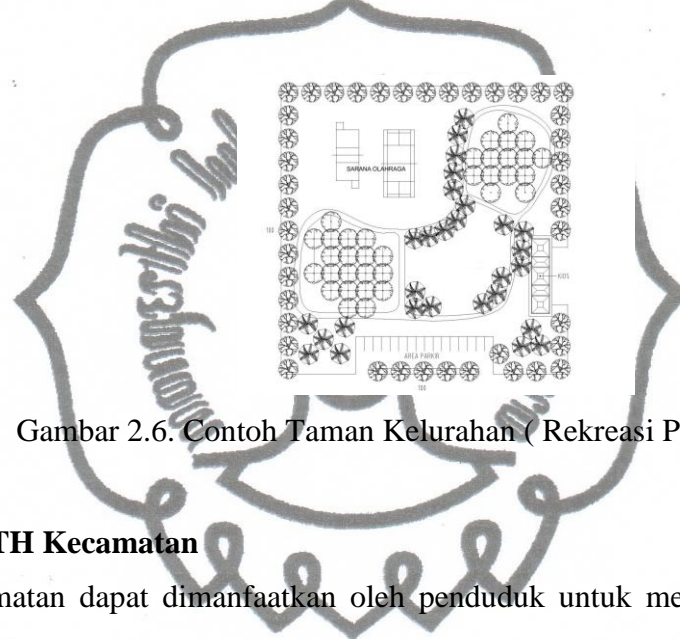 SARANA OLAHRAGA
KIOS
AREA PARKIR
Gambar 2.6. Contoh Taman Kelurahan ( Rekreasi P
TH Kecamatan
matan dapat dimanfaatkan oleh penduduk untuk me